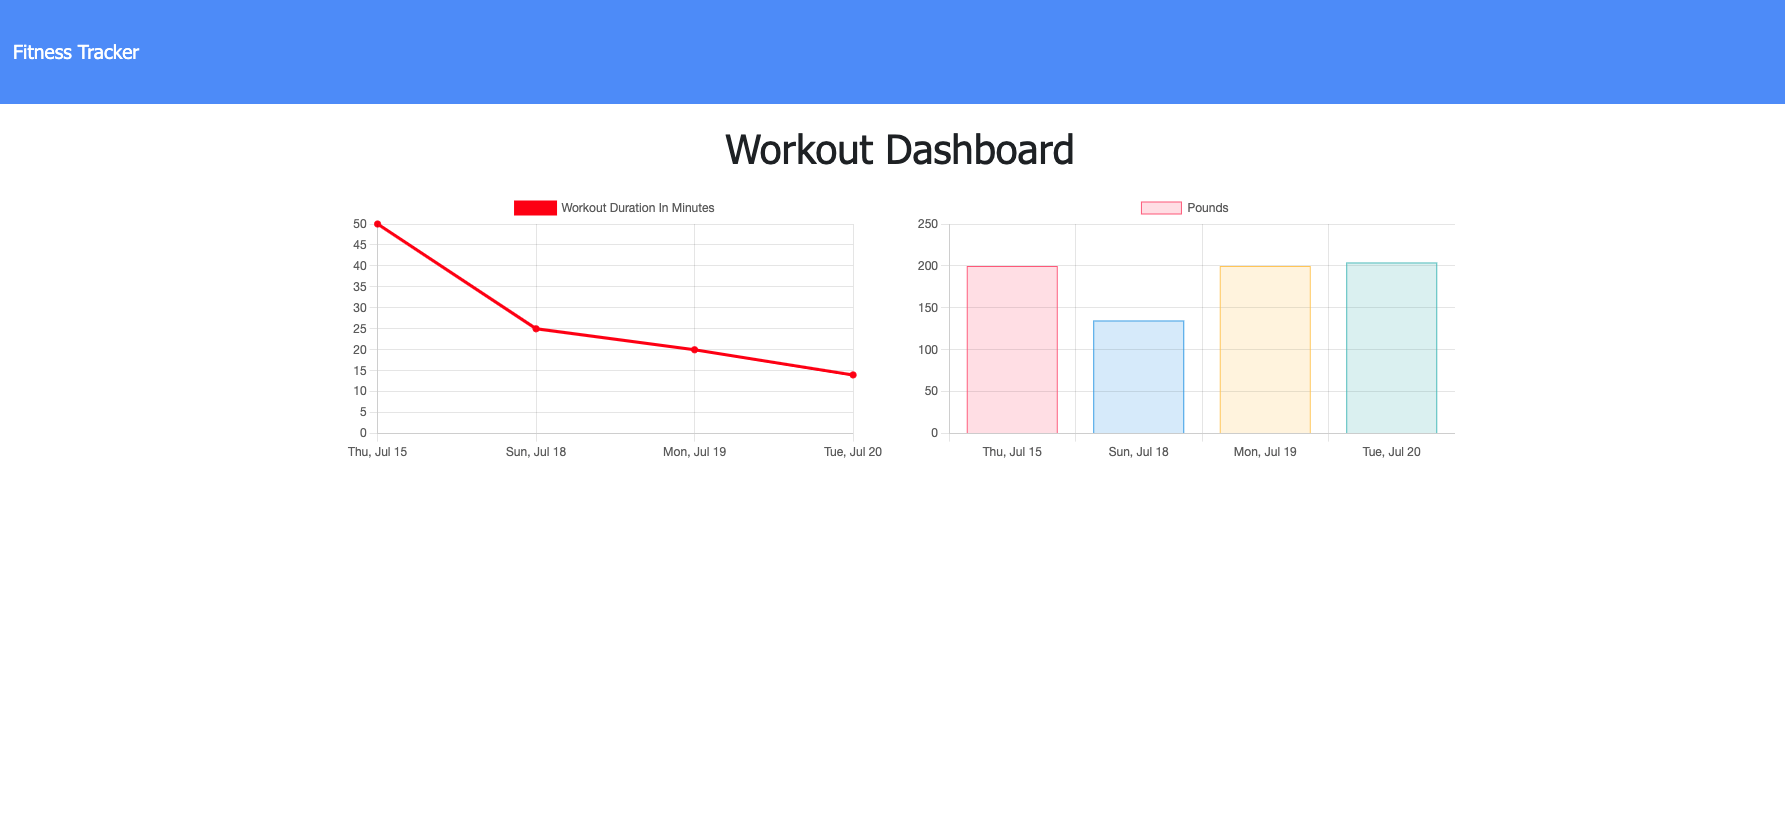 Fitness Tracker
Workout Dashboard
Workout Duration In Minutes
50
45
40
35
30
25
20
15
10
5
0
Thu, Jul 15 Sun, Jul 18 Mon, Jul 19 Tue, Jul 20
Pounds
250
200
150
100
50
0
Thu, Jul 15 Sun, Jul 18 Mon, Jul 19 Tue, Jul 20